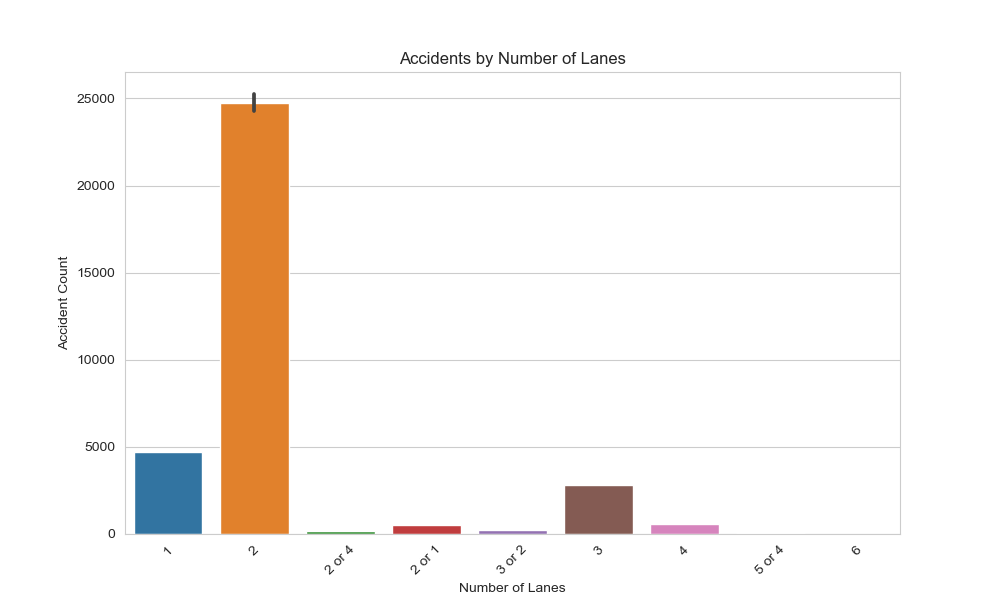 Accidents by Number of Lanes
25000
20000
15000
10000
5000
0
Accident Count
1
2
2 or 4
2 or 1
3 or 2
3
4
5 or 4
6
Number of Lanes